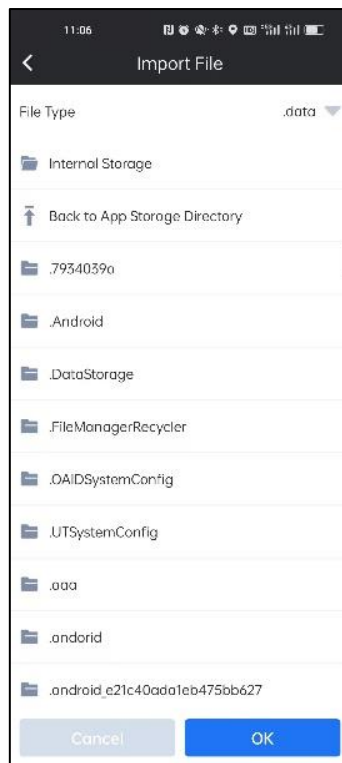 11:06
Import File
File Type .data
Internal Storage
Back to App Storage Directory
.7934039a
.Android
.DataStorage
.FileManagerRecycler
.OAIDSystemConfig
.UTSystemConfig
.aaa
.andorid
.android_e21c40ada1eb475bb627
Cancel OK